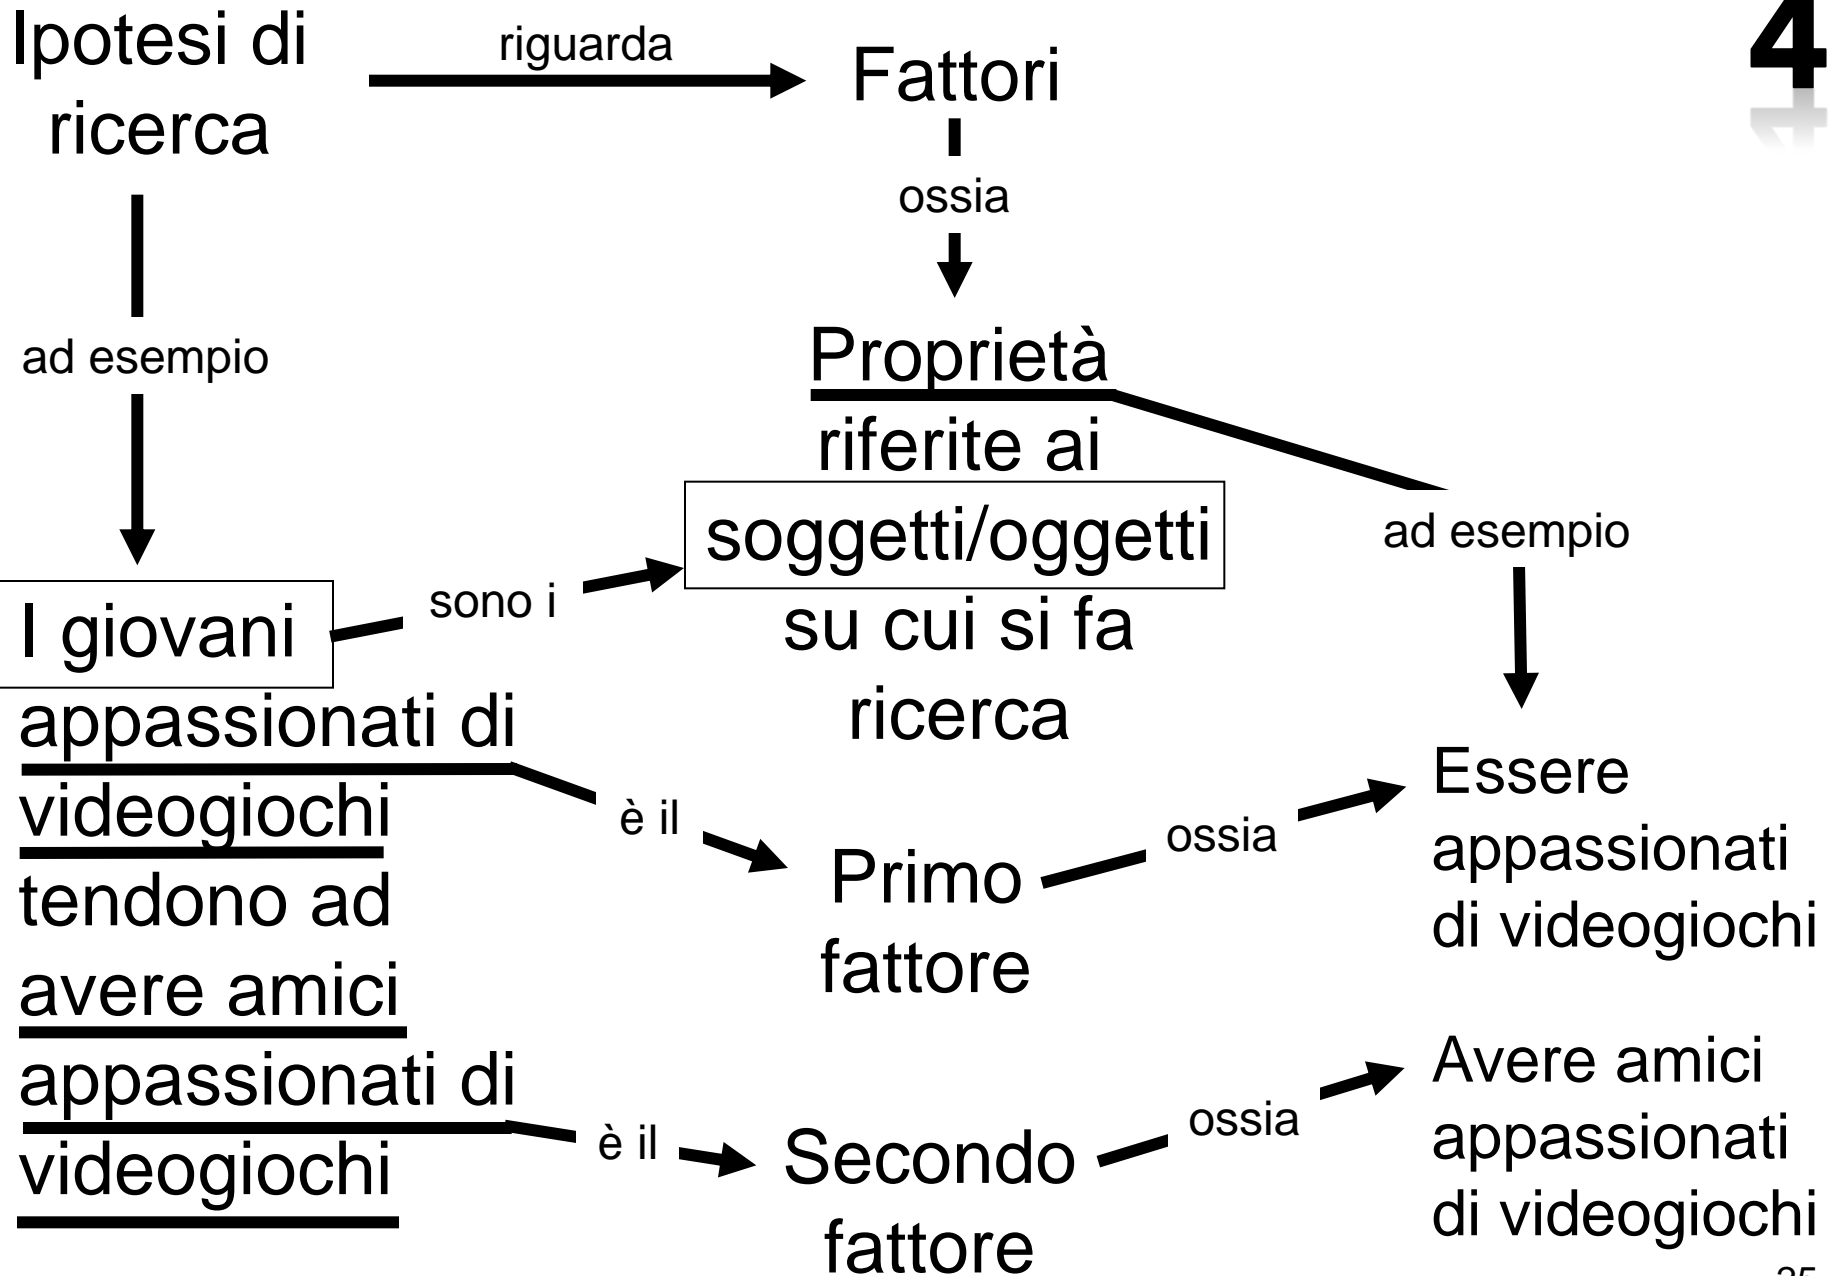 Ipotesi di
ricerca
riguarda
Fattori
4
ossia
ad esempio
Proprietà
riferite ai
soggetti/oggetti
su cui si fa
ricerca
ad esempio
sono i
I giovani
appassionati di
videogiochi
tendono ad
avere amici
appassionati di
videogiochi
è il
Primo
fattore
ossia
Essere
appassionati
di videogiochi
è il
Secondo
fattore
ossia
Avere amici
appassionati
di videogiochi